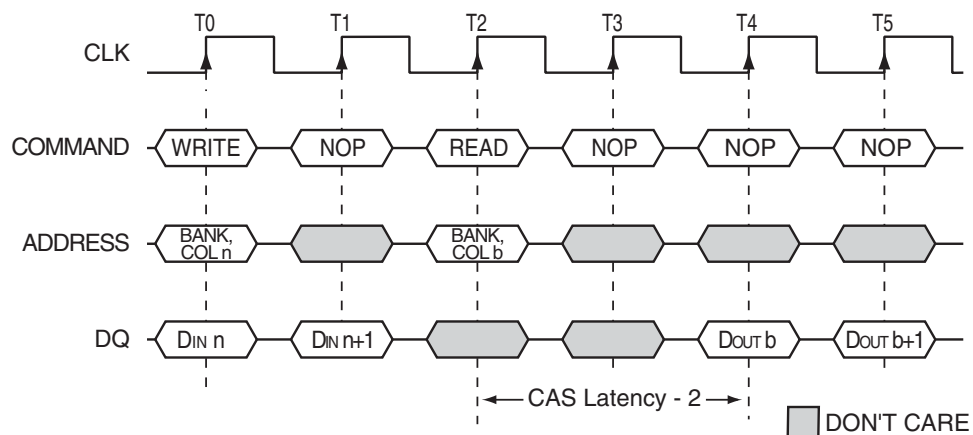 T0 T1 T2 T3 T4 T5
CLK
COMMAND WRITE NOP READ NOP NOP NOP
ADDRESS BANK, COL n BANK, COL b
DQ DIN n DIN n+1 DOUT b DOUT b+1
CAS Latency - 2
DON'T CARE